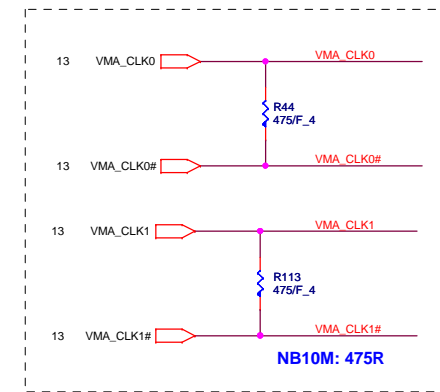 13 VMA_CLK0 VMA_CLK0
R44
475/F_4
13 VMA_CLK0# VMA_CLK0#
13 VMA_CLK1 VMA_CLK1
R113
475/F_4
13 VMA_CLK1# VMA_CLK1#
NB10M: 475R